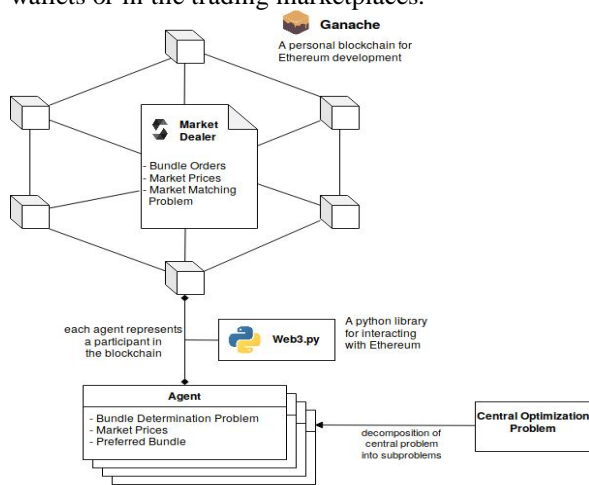 wallets or in the trading marketplaces.
Ganache
A personal blockchain for
Ethereum development
Market
Dealer
- Bundle Orders
- Market Prices
- Market Matching
Problem
each agent represents
a participant in
the blockchain
Web3.py
A python library
for interacting
with Ethereum
Agent
- Bundle Determination Problem
- Market Prices
- Preferred Bundle
decomposition of
central problem
into subproblems
Central Optimization
Problem